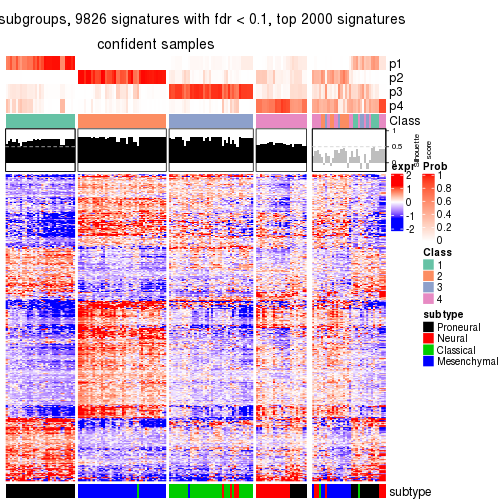 subgroups, 9826 signatures with fdr < 0.1, top 2000 signatures
confident samples
p1
p2
p3
p4
Class
1
0.5
0
Silhouette
score
expr
2
1
0
-1
-2
Prob
1
0.8
0.6
0.4
0.2
0
Class
1
2
3
4
subtype
Proneural
Neural
Classical
Mesenchymal
subtype